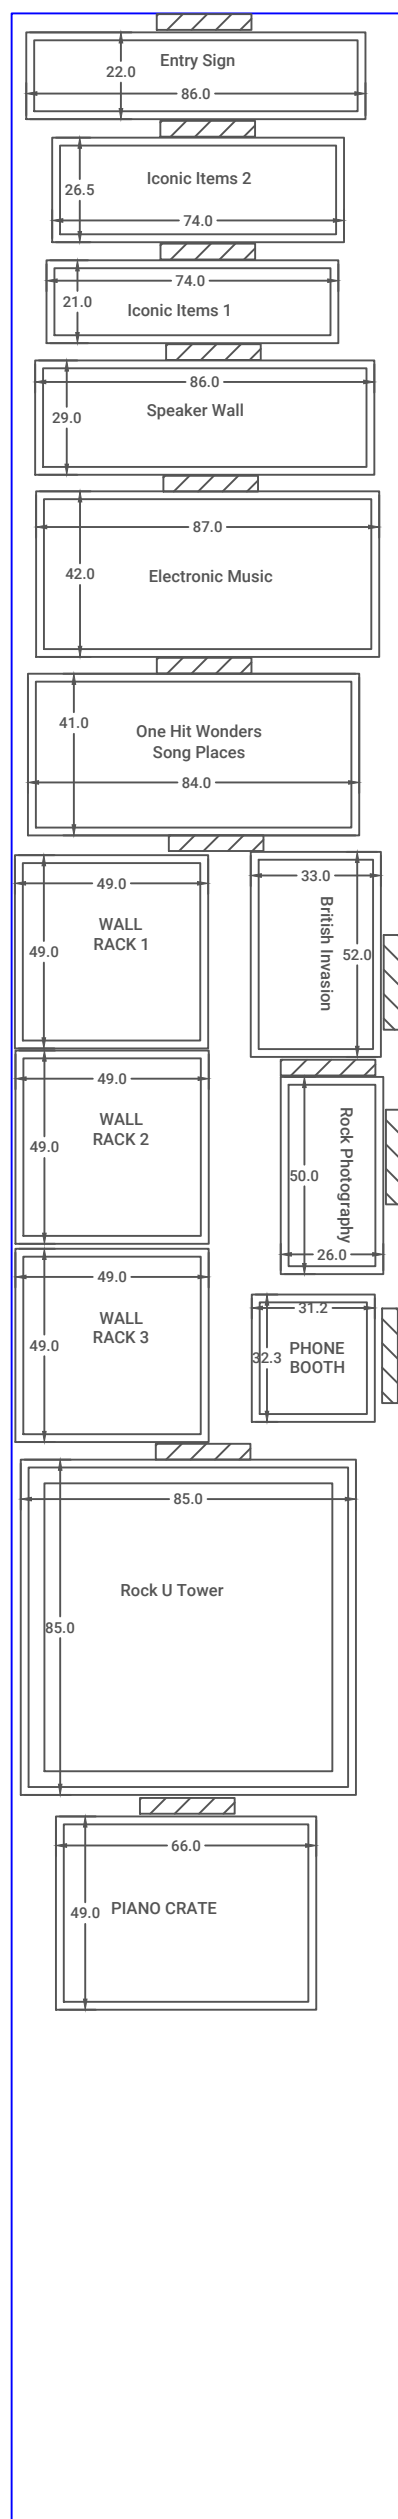 Entry Sign
22.0
86.0
Iconic Items 2
26.5
74.0
74.0
21.0
Iconic Items 1
86.0
Speaker Wall
29.0
87.0
42.0
Electronic Music
41.0
One Hit Wonders
Song Places
84.0
49.0
WALL
RACK 1
49.0
33.0
British Invasion
52.0
49.0
WALL
RACK 2
49.0
Rock Photography
50.0
26.0
49.0
WALL
RACK 3
49.0
31.2
32.3
PHONE
BOOTH
85.0
Rock U Tower
85.0
66.0
49.0
PIANO CRATE